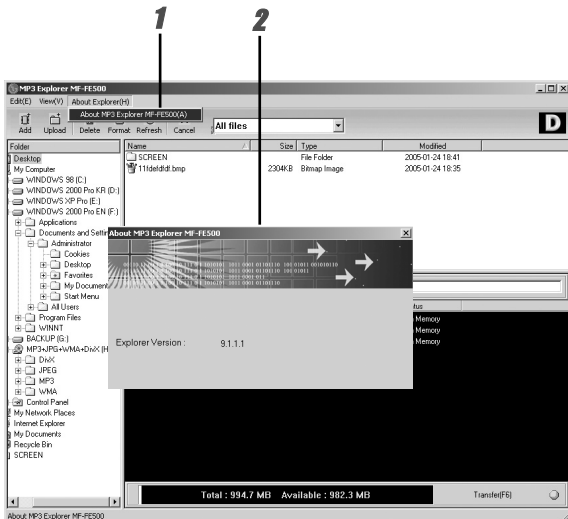 1 2
MP3 Explorer MF-FE500
Edit(E) View(V) About Explorer(H)
About MP3 Explorer MF-FE500(A)
Add Upload Delete Format Refresh Cancel All files
D
Folder
Name Size Type Modified
Desktop
SCREEN File Folder 2005-01-24 18:41
My Computer
11fdefdfdf.bmp 2304KB Bitmap Image 2005-01-24 18:35
WINDOWS 98 (C:)
WINDOWS 2000 Pro KR (D:)
WINDOWS XP Pro (E:)
WINDOWS 2000 Pro EN (F:)
Applications
Documents and Settin
Administrator
Cookies
Desktop
Favorites
My Document
Start Menu
All Users
Program Files
WINNT
BACKUP (G:)
MP3+JPG+WMA+DivX (H
DivX
JPEG
MP3
WMA
Control Panel
My Network Places
Internet Explorer
My Documents
Recycle Bin
SCREEN
About MP3 Explorer MF-FE500
Explorer Version : 9.1.1.1
tus
Memory
Memory
Memory
Total : 994.7 MB Available : 982.3 MB
Transfer(F6)
About MP3 Explorer MF-FE500